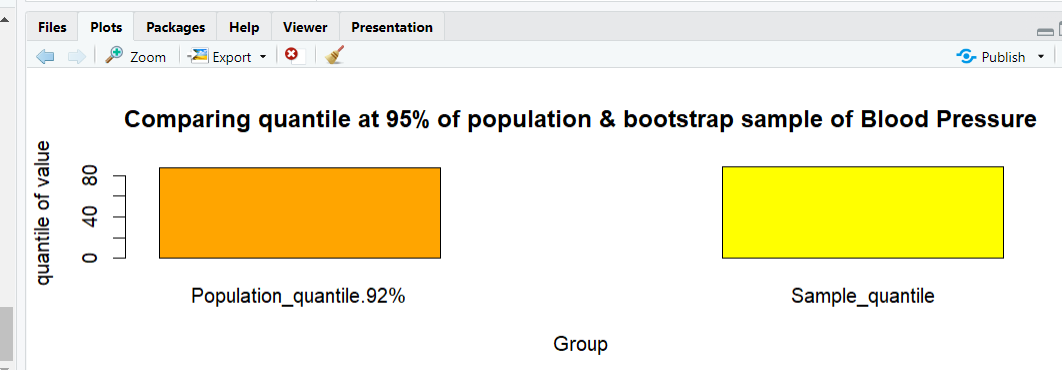 Files Plots Packages Help Viewer Presentation
Zoom Export Publish
Comparing quantile at 95% of population & bootstrap sample of Blood Pressure
quantile of value
80
40
0
Population_quantile.92% Sample_quantile
Group